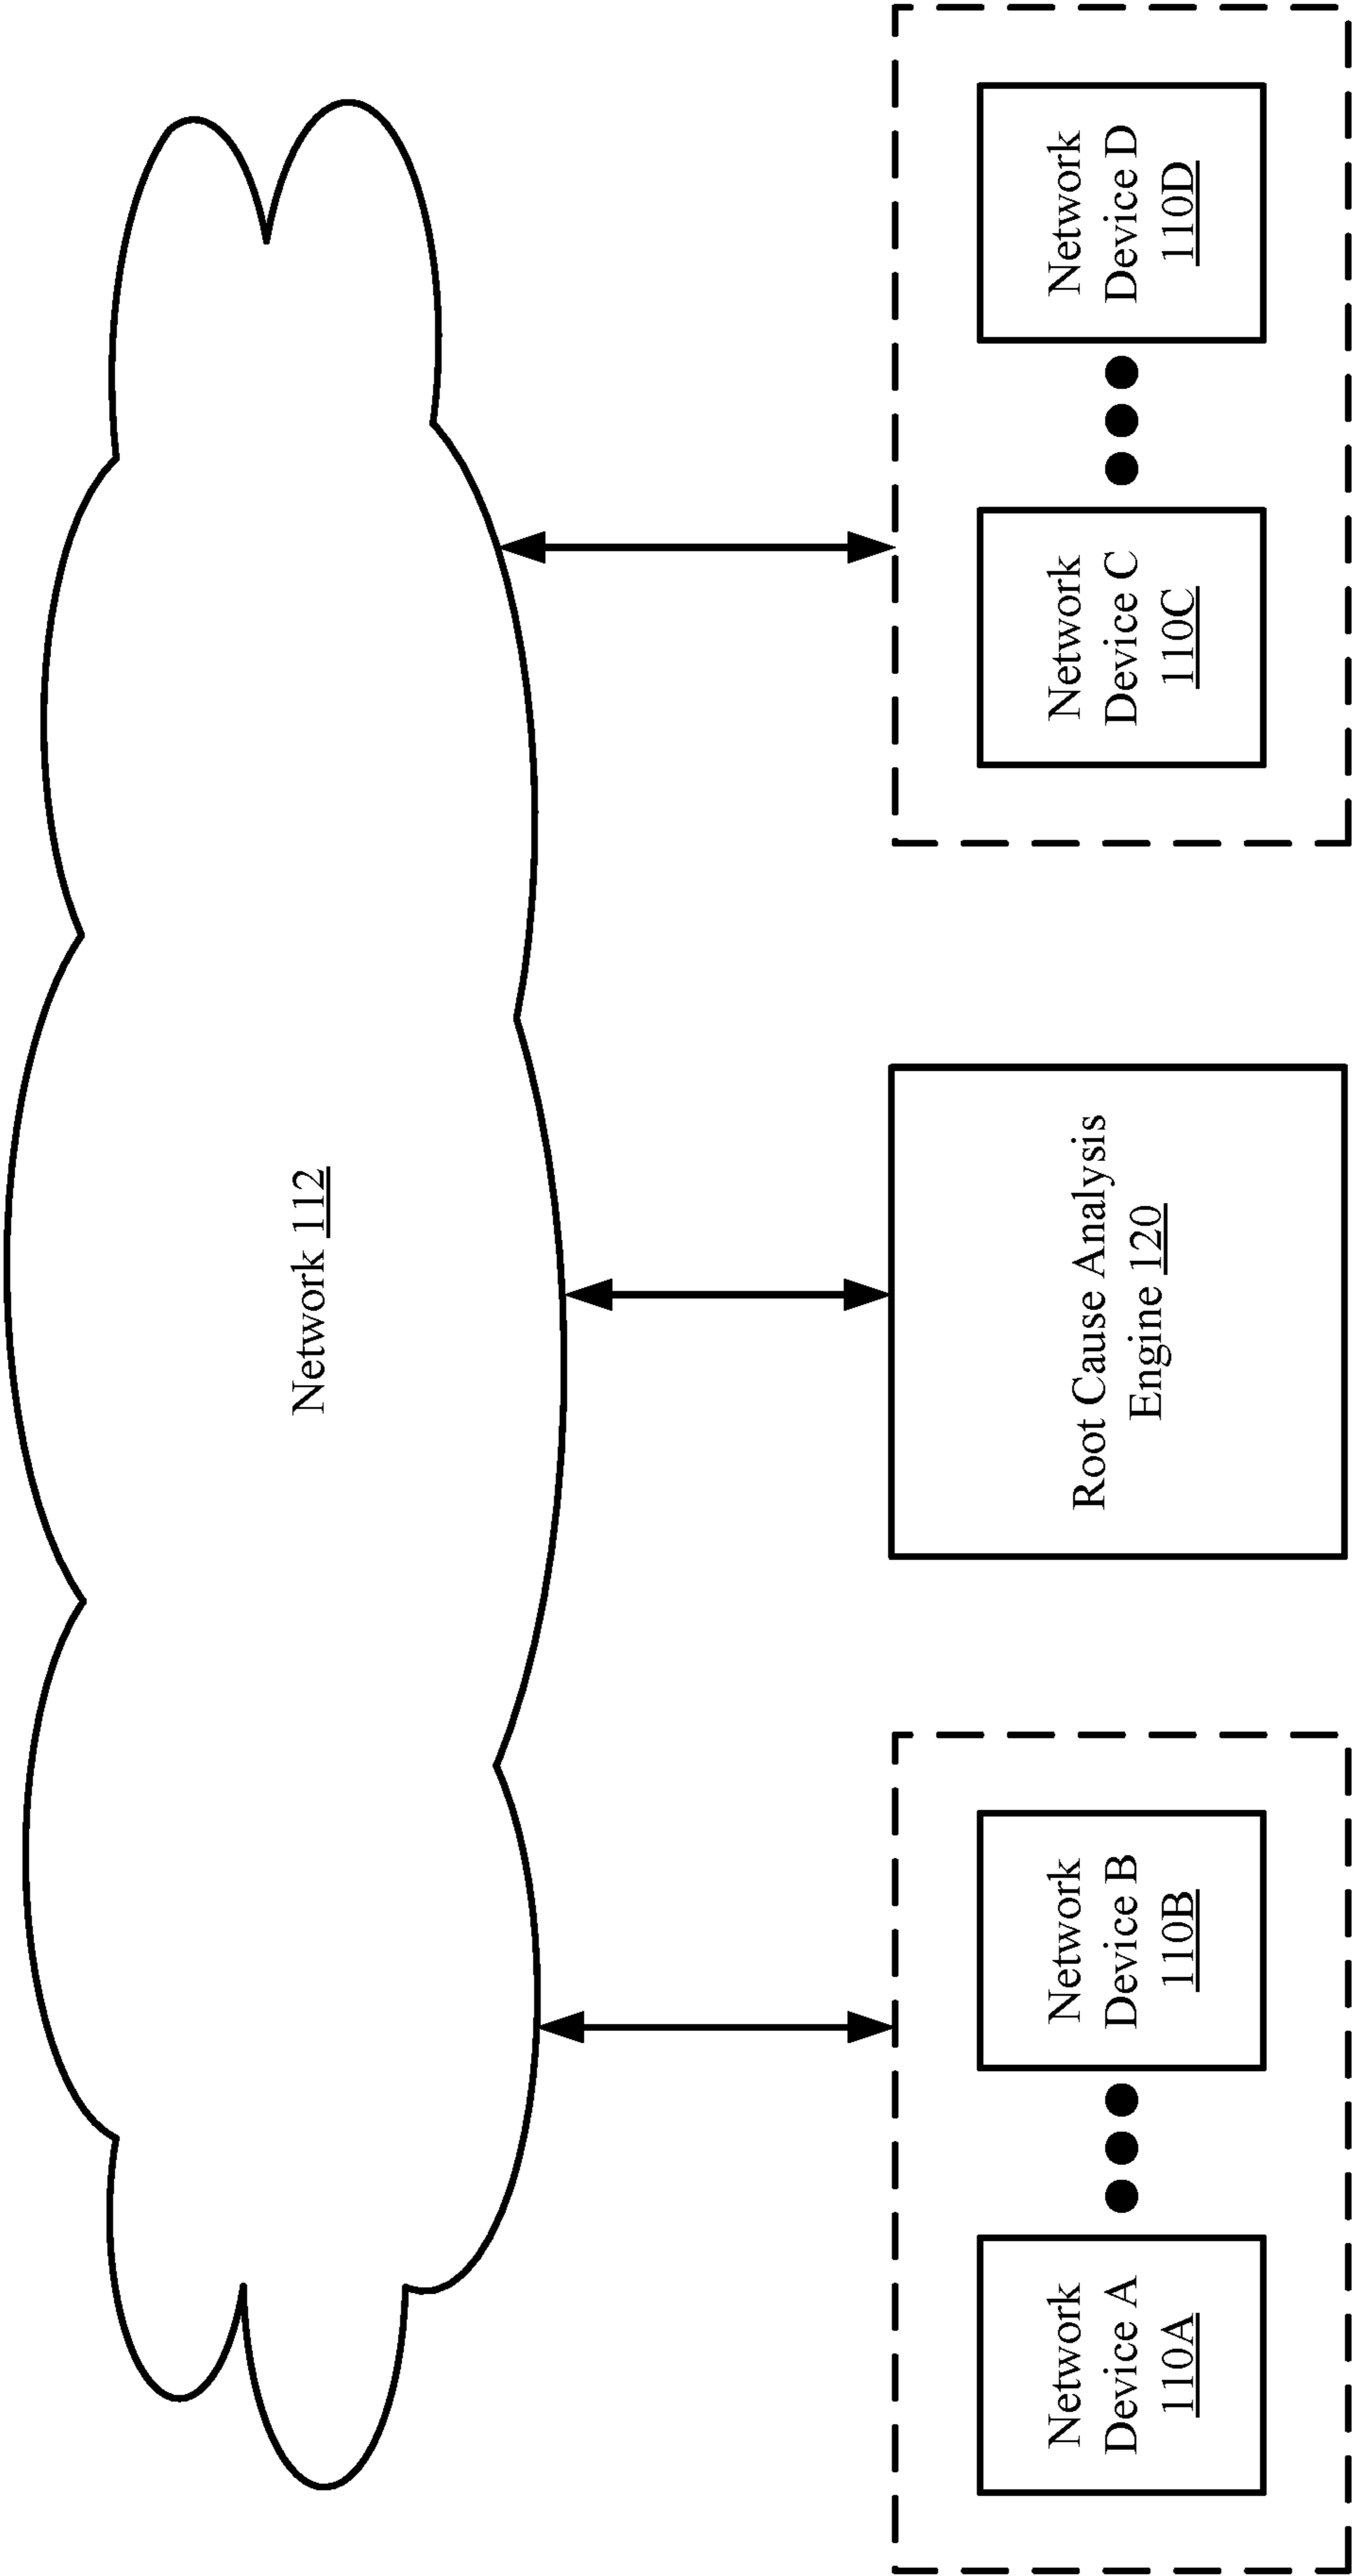 Network 112
Network
Device A
110A
Network
Device B
110B
Root Cause Analysis
Engine 120
Network
Device C
110C
Network
Device D
110D